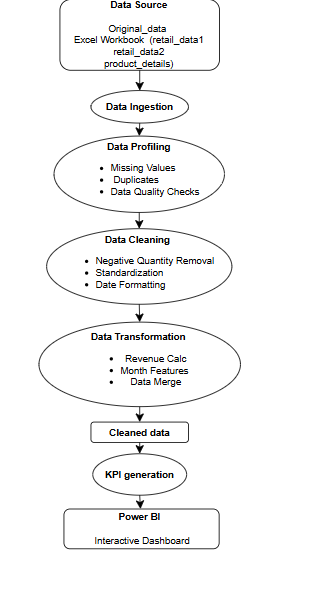 Data Source
Original_data
Excel Workbook (retail_data1
retail_data2
product_details)
Data Ingestion
Data Profiling
• Missing Values
• Duplicates
• Data Quality Checks
Data Cleaning
• Negative Quantity Removal
• Standardization
• Date Formatting
Data Transformation
• Revenue Calc
• Month Features
• Data Merge
Cleaned data
KPI generation
Power BI
Interactive Dashboard